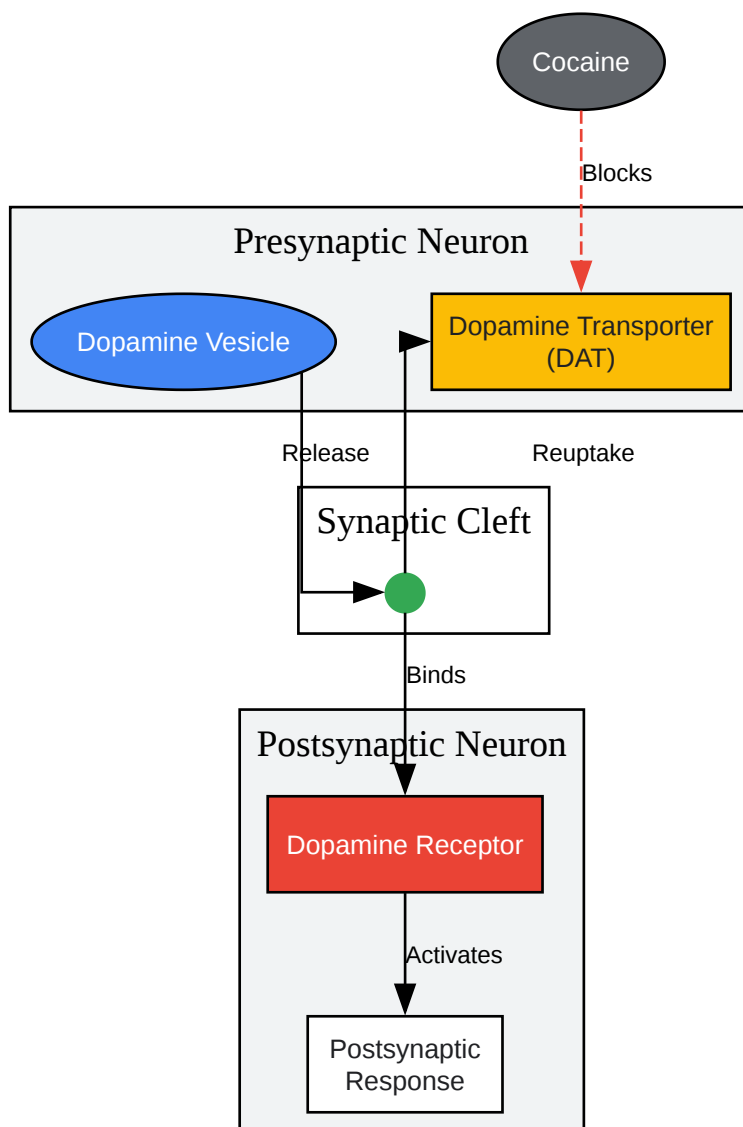 Cocaine
Blocks
Presynaptic Neuron
Dopamine Vesicle
Dopamine Transporter
(DAT)
Release
Reuptake
Synaptic Cleft
Binds
Postsynaptic Neuron
Dopamine Receptor
Activates
Postsynaptic
Response